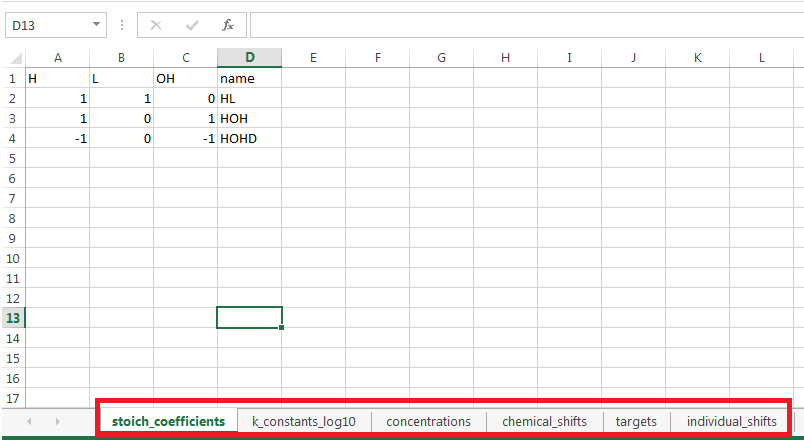 D13 fx
A B C D E F G H I J K L
1 H L OH name
2 1 1 0 HL
3 1 0 1 HOH
4 -1 0 -1 HOHD
5
6
7
8
9
10
11
12
13
14
15
16
17
stoich_coefficients k_constants_log10 concentrations chemical_shifts targets individual_shifts